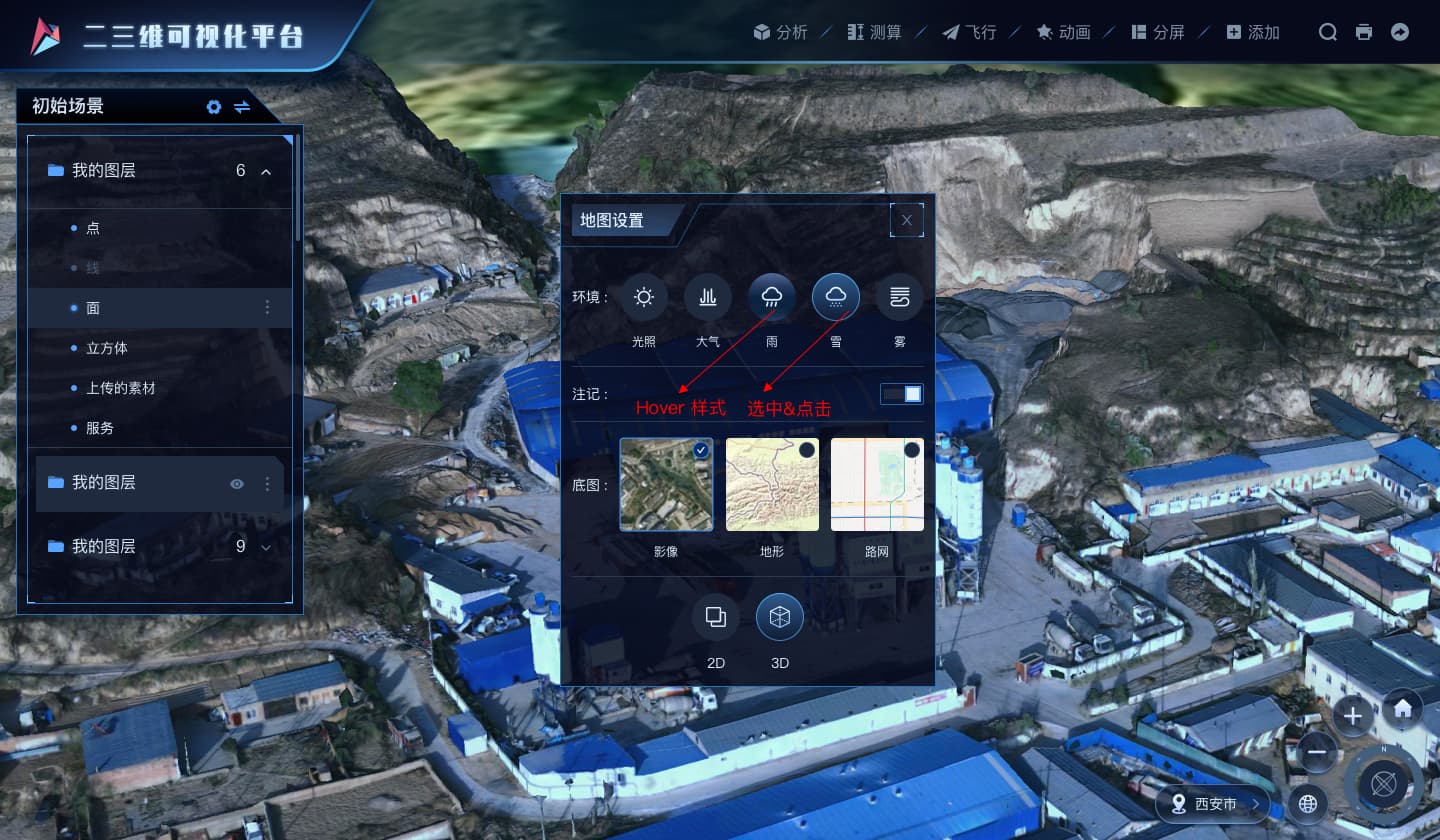 二三维可视化平台
分析
测算
飞行
动画
分屏
添加
初始场景
我的图层 6
点
线
面
立方体
上传的素材
服务
我的图层
我的图层 9
地图设置
环境：
光照
大气
雨
雪
雾
注记：
Hover 样式
选中&点击
底图：
影像
地形
路网
2D
3D
N
西安市